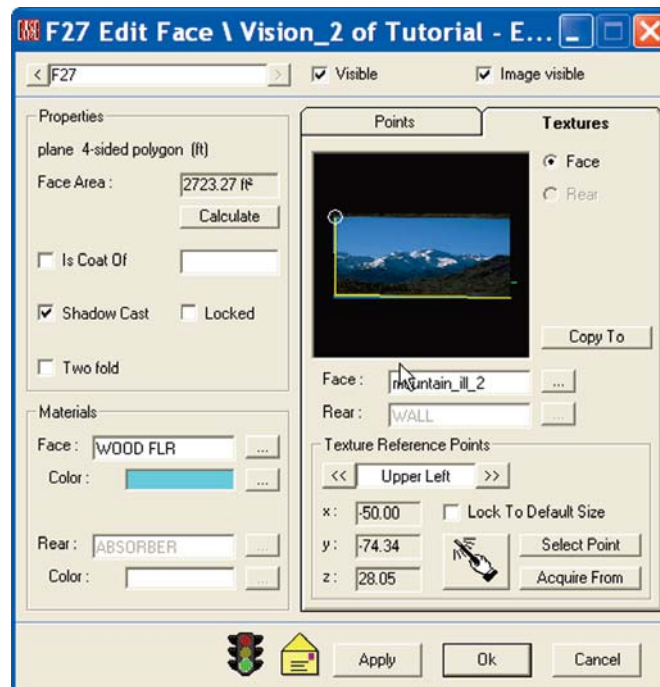 F27 Edit Face \ Vision_2 of Tutorial - E...
< F27 >
Visible
Image visible
Properties
plane 4-sided polygon (ft)
Face Area : 2723.27 ft²
Calculate
Is Coat Of
Shadow Cast
Locked
Two fold
Materials
Face : WOOD FLR ...
Color : ...
Rear : ABSORBER ...
Color : ...
Points
Textures
Face
Rear
Copy To
Face : mountain_ill_2 ...
Rear : WALL ...
Texture Reference Points
<< Upper Left >>
x : -50.00
Lock To Default Size
y : -74.34
Select Point
z : 28.05
Acquire From
Apply
Ok
Cancel